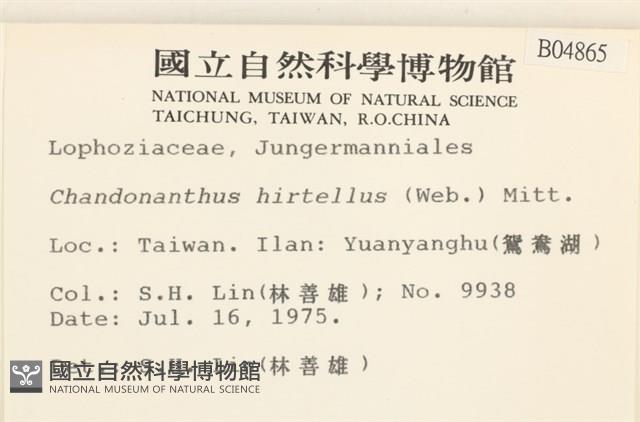 B04865
國立自然科學博物館
NATIONAL MUSEUM OF NATURAL SCIENCE
TAICHUNG, TAIWAN, R.O.CHINA
Lophoziaceae, Jungermanniales
Chandonanthus hirtellus (Web.) Mitt.
Loc.: Taiwan. Ilan: Yuanyanghu(鴛鴦湖)
Col.: S.H. Lin(林善雄); No. 9938
Date: Jul. 16, 1975.
Det.: S.H. Lin(林善雄)
國立自然科學博物館
NATIONAL MUSEUM OF NATURAL SCIENCE